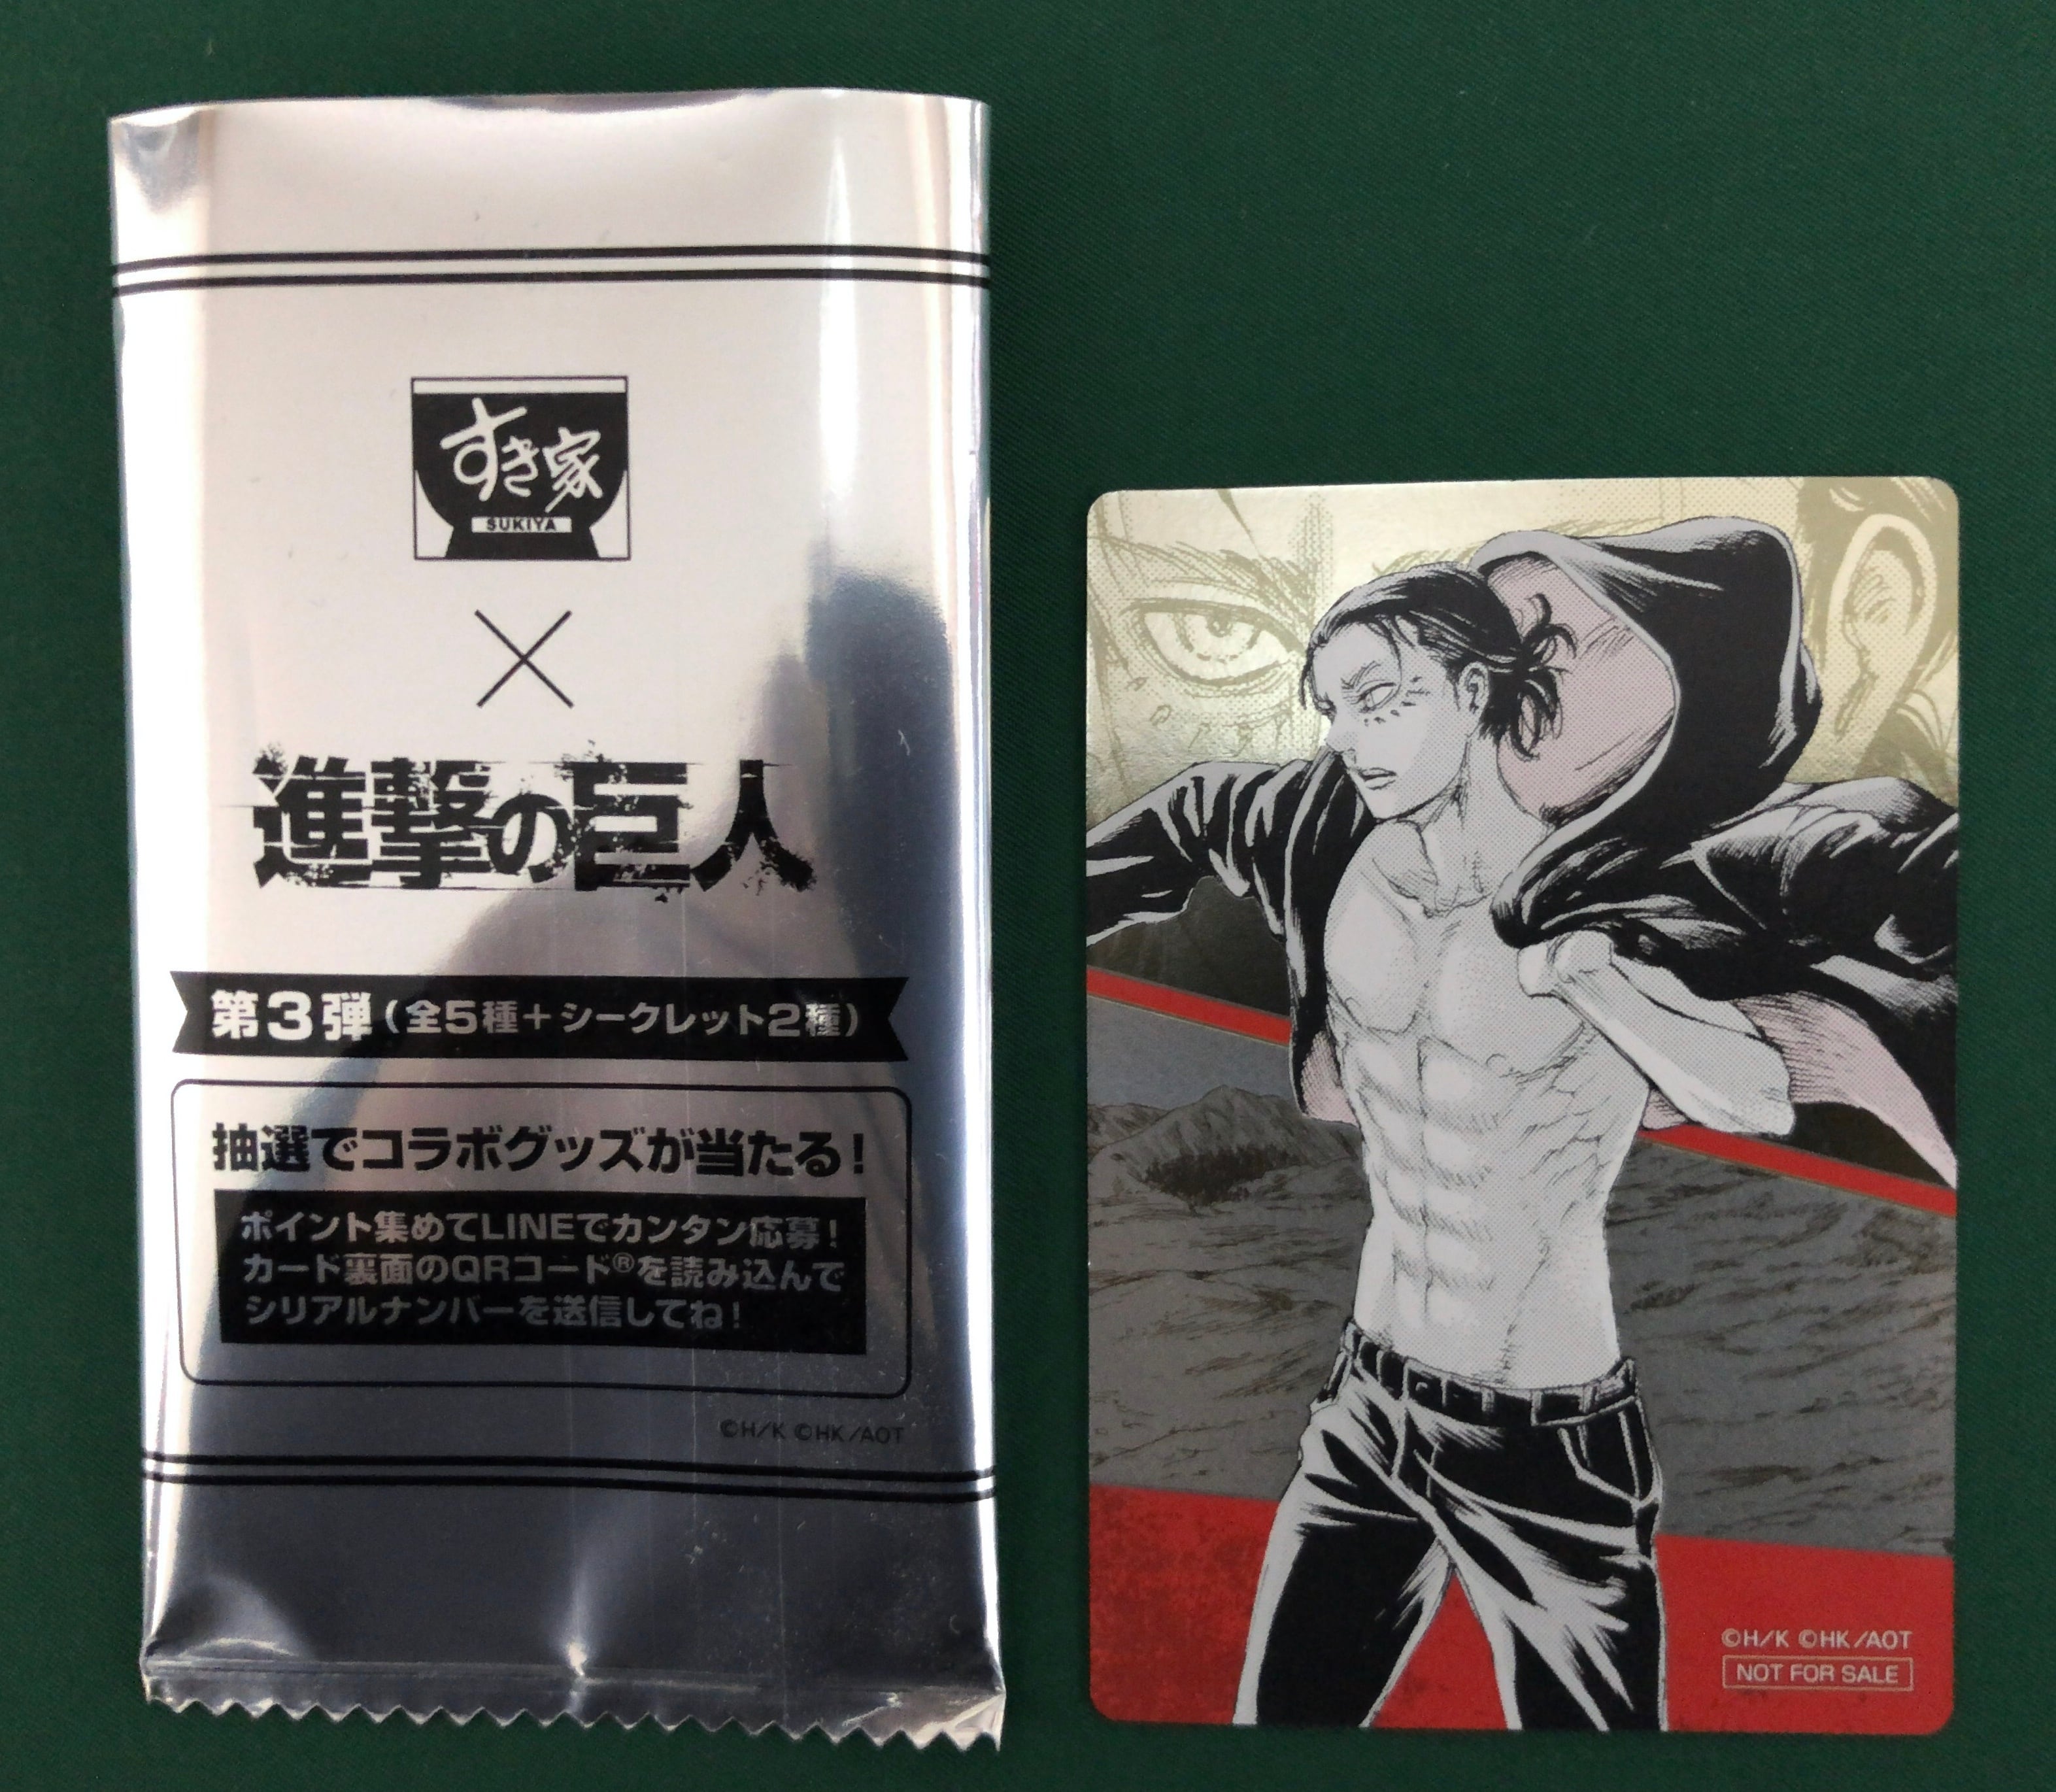 すき家
SUKIYA
×
進撃の巨人
第3弾(全5種+シークレット2種)
抽選でコラボグッズが当たる!
ポイント集めてLINEでカンタン応募!
カード裏面のQRコード®を読み込んで
シリアルナンバーを送信してね!
©H/K ©HK/AOT
©H/K ©HK/AOT
NOT FOR SALE